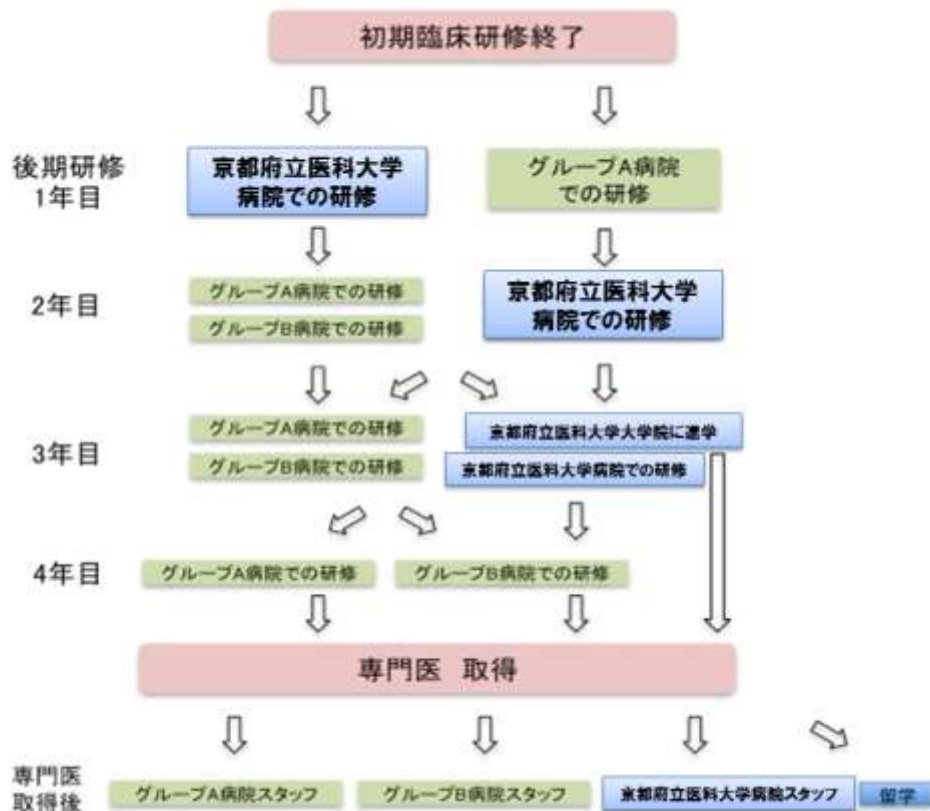 初期臨床研修終了
後期研修
1年目
京都府立医科大学
病院での研修
グループA病院
での研修
2年目
グループA病院での研修
グループB病院での研修
京都府立医科大学
病院での研修
3年目
グループA病院での研修
グループB病院での研修
京都府立医科大学大学院に進学
京都府立医科大学病院での研修
4年目
グループA病院での研修
グループB病院での研修
専門医 取得
専門医
取得後
グループA病院スタッフ
グループB病院スタッフ
京都府立医科大学病院スタッフ
留学